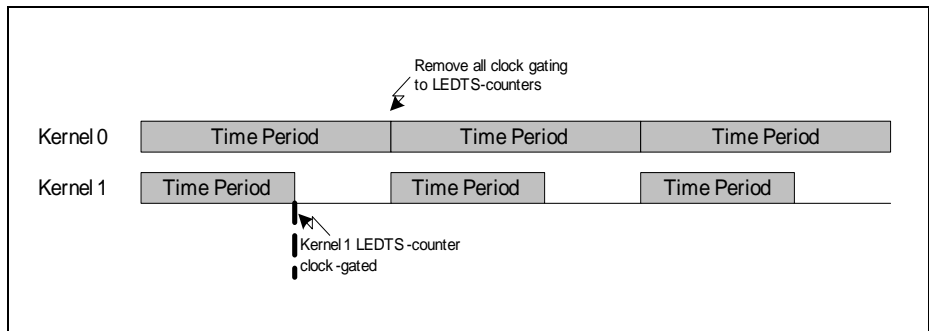 Remove all clock gating
to LEDTS-counters
Kernel 0 Time Period Time Period Time Period
Kernel 1 Time Period Time Period Time Period
Kernel 1 LEDTS-counter
clock-gated